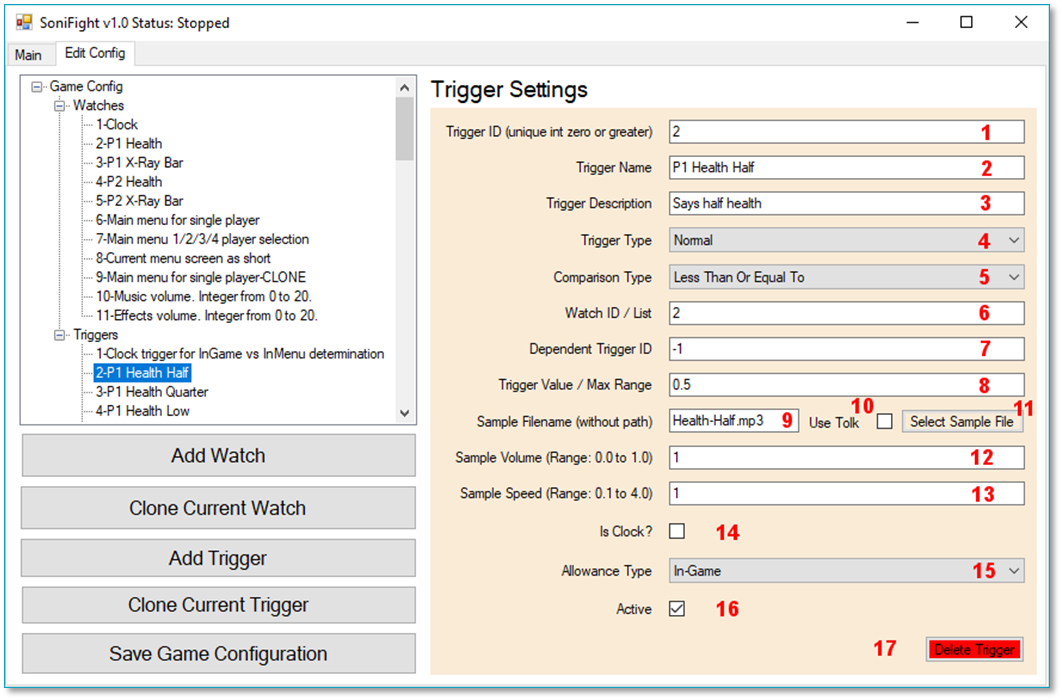 SoniFight v1.0 Status: Stopped
Main
Edit Config
Game Config
Watches
1-Clock
2-P1 Health
3-P1 X-Ray Bar
4-P2 Health
5-P2 X-Ray Bar
6-Main menu for single player
7-Main menu 1/2/3/4 player selection
8-Current menu screen as short
9-Main menu for single player-CLONE
10-Music volume. Integer from 0 to 20.
11-Effects volume. Integer from 0 to 20.
Triggers
1-Clock trigger for InGame vs InMenu determination
2-P1 Health Half
3-P1 Health Quarter
4-P1 Health Low
Add Watch
Clone Current Watch
Add Trigger
Clone Current Trigger
Save Game Configuration
Trigger Settings
Trigger ID (unique int zero or greater) 2 1
Trigger Name P1 Health Half 2
Trigger Description Says half health 3
Trigger Type Normal 4
Comparison Type Less Than Or Equal To 5
Watch ID / List 2 6
Dependent Trigger ID -1 7
Trigger Value / Max Range 0.5 8
Sample Filename (without path) Health-Half.mp3 9 Use Tolk 10 Select Sample File 11
Sample Volume (Range: 0.0 to 1.0) 1 12
Sample Speed (Range: 0.1 to 4.0) 1 13
Is Clock? 14
Allowance Type In-Game 15
Active 16
17 Delete Trigger